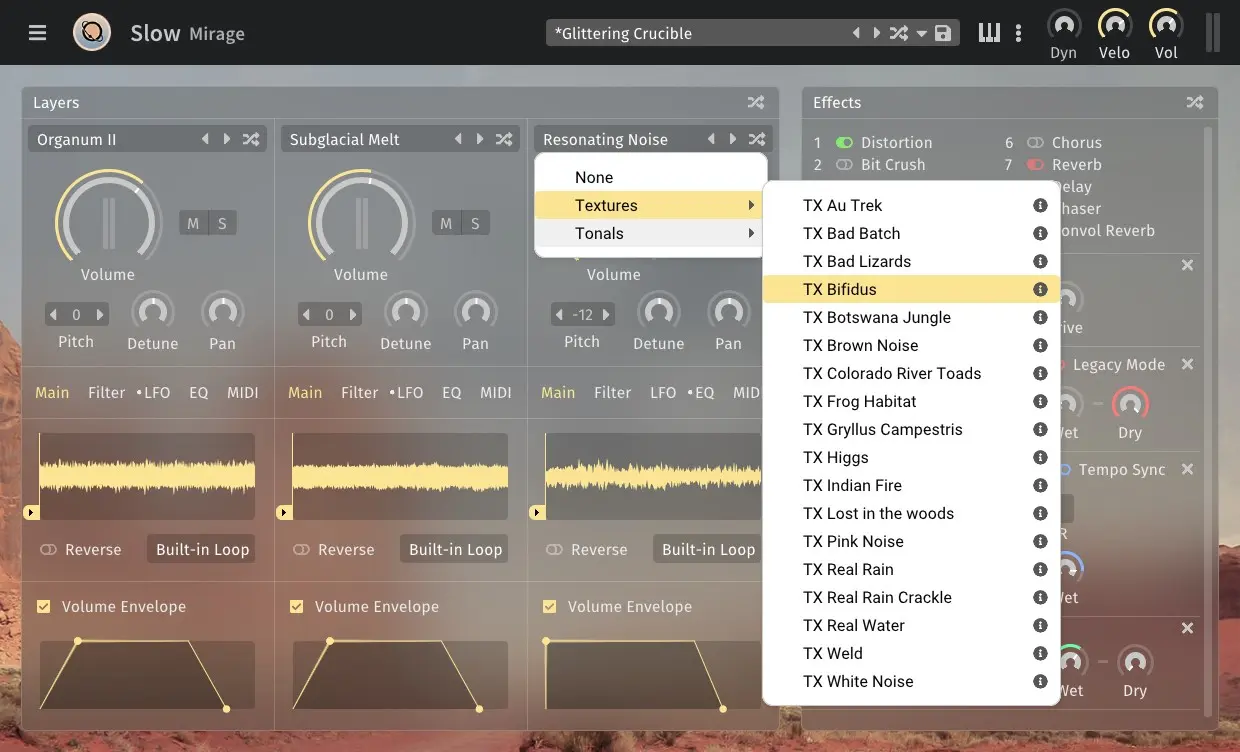 Slow Mirage
*Glittering Crucible
Dyn Velo Vol
Layers
Organum II
Subglacial Melt
Resonating Noise
M S
Volume
0
Pitch Detune Pan
M S
Volume
0
Pitch Detune Pan
Volume
-12
Pitch Detune Pan
None
Textures
Tonals
TX Au Trek
TX Bad Batch
TX Bad Lizards
TX Bifidus
TX Botswana Jungle
TX Brown Noise
TX Colorado River Toads
TX Frog Habitat
TX Gryllus Campestris
TX Higgs
TX Indian Fire
TX Lost in the woods
TX Pink Noise
TX Real Rain
TX Real Rain Crackle
TX Real Water
TX Weld
TX White Noise
Main Filter •LFO EQ MIDI
Main Filter •LFO EQ MIDI
Main Filter LFO •EQ MID
Reverse Built-in Loop
Reverse Built-in Loop
Reverse Built-in Loop
Volume Envelope
Volume Envelope
Volume Envelope
Effects
1 Distortion 6 Chorus
2 Bit Crush 7 Reverb
elay
haser
onvol Reverb
ive
Legacy Mode
Wet Dry
Tempo Sync
R
Wet
Wet Dry